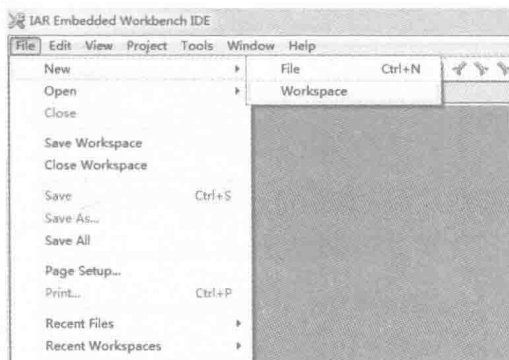 IAR Embedded Workbench IDE
File Edit View Project Tools Window Help
New
File Ctrl+N
Open
Workspace
Close
Save Workspace
Close Workspace
Save Ctrl+S
Save As...
Save All
Page Setup...
Print... Ctrl+P
Recent Files
Recent Workspaces